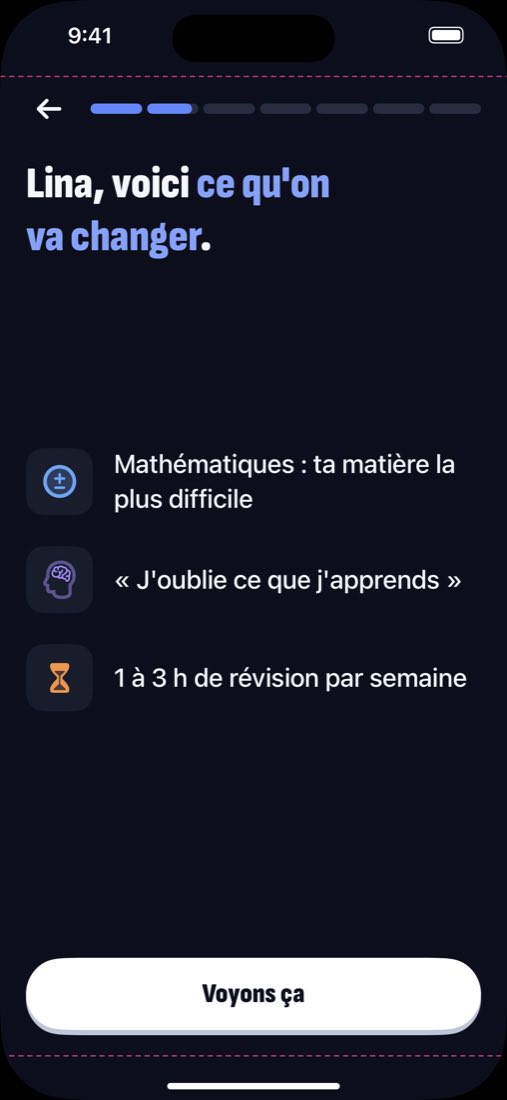 9:41
Lina, voici ce qu'on
va changer.
Mathématiques : ta matière la
plus difficile
« J'oublie ce que j'apprends »
1 à 3 h de révision par semaine
Voyons ça